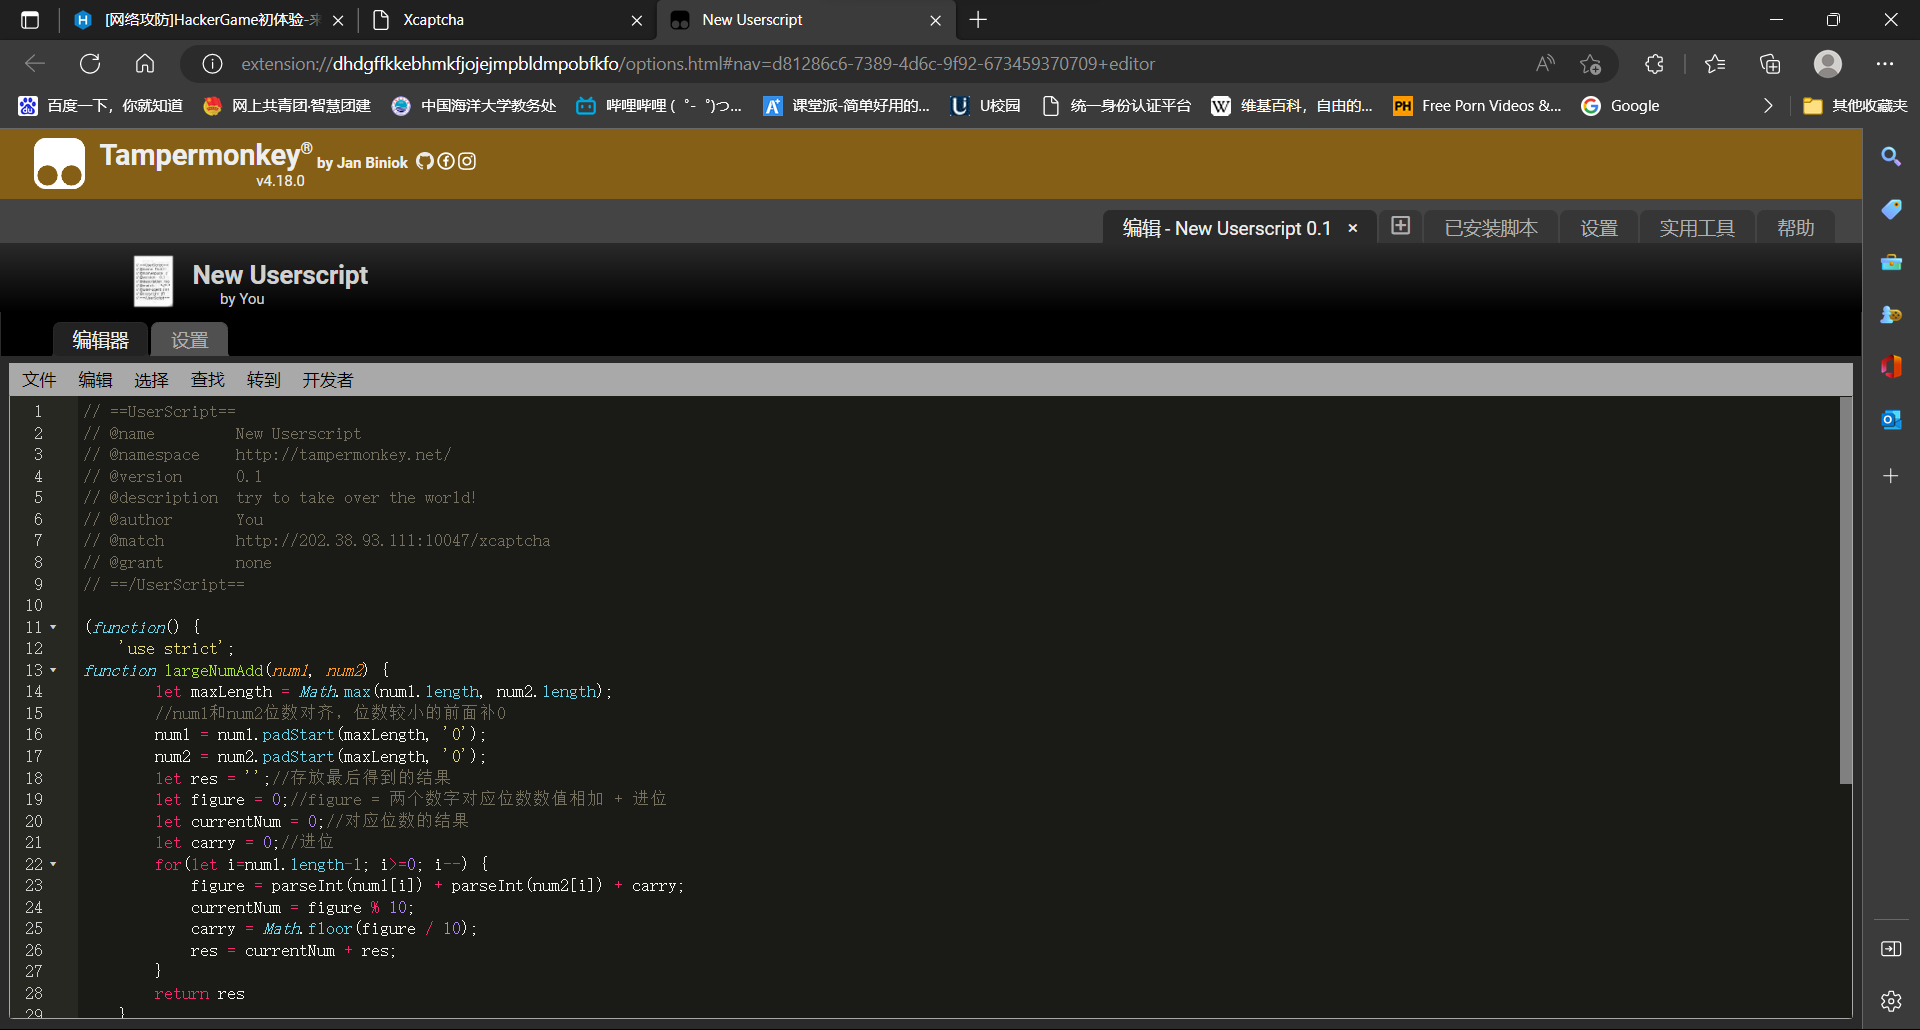 [网络攻防]HackerGame初体验-来
Xcaptcha
New Userscript
extension://dhdgffkkebhmkfjojejmpbldmpobfkfo/options.html#nav=d81286c6-7389-4d6c-9f92-673459370709+editor
百度一下，你就知道
网上共青团·智慧团建
中国海洋大学教务处
哔哩哔哩 ( ゜- ゜)つ...
课堂派-简单好用的...
U校园
统一身份认证平台
维基百科，自由的...
Free Porn Videos &...
Google
其他收藏夹
Tampermonkey® by Jan Biniok
v4.18.0
编辑 - New Userscript 0.1 ×
已安装脚本
设置
实用工具
帮助
New Userscript
by You
编辑器
设置
文件 编辑 选择 查找 转到 开发者
1 // ==UserScript==
2 // @name         New Userscript
3 // @namespace    http://tampermonkey.net/
4 // @version      0.1
5 // @description  try to take over the world!
6 // @author       You
7 // @match        http://202.38.93.111:10047/xcaptcha
8 // @grant        none
9 // ==/UserScript==
10
11 (function() {
12     'use strict';
13 function largeNumAdd(num1, num2) {
14         let maxLength = Math.max(num1.length, num2.length);
15         //num1和num2位数对齐，位数较小的前面补0
16         num1 = num1.padStart(maxLength, '0');
17         num2 = num2.padStart(maxLength, '0');
18         let res = '';//存放最后得到的结果
19         let figure = 0;//figure = 两个数字对应位数数值相加 + 进位
20         let currentNum = 0;//对应位数的结果
21         let carry = 0;//进位
22         for(let i=num1.length-1; i>=0; i--) {
23             figure = parseInt(num1[i]) + parseInt(num2[i]) + carry;
24             currentNum = figure % 10;
25             carry = Math.floor(figure / 10);
26             res = currentNum + res;
27         }
28         return res
29     }